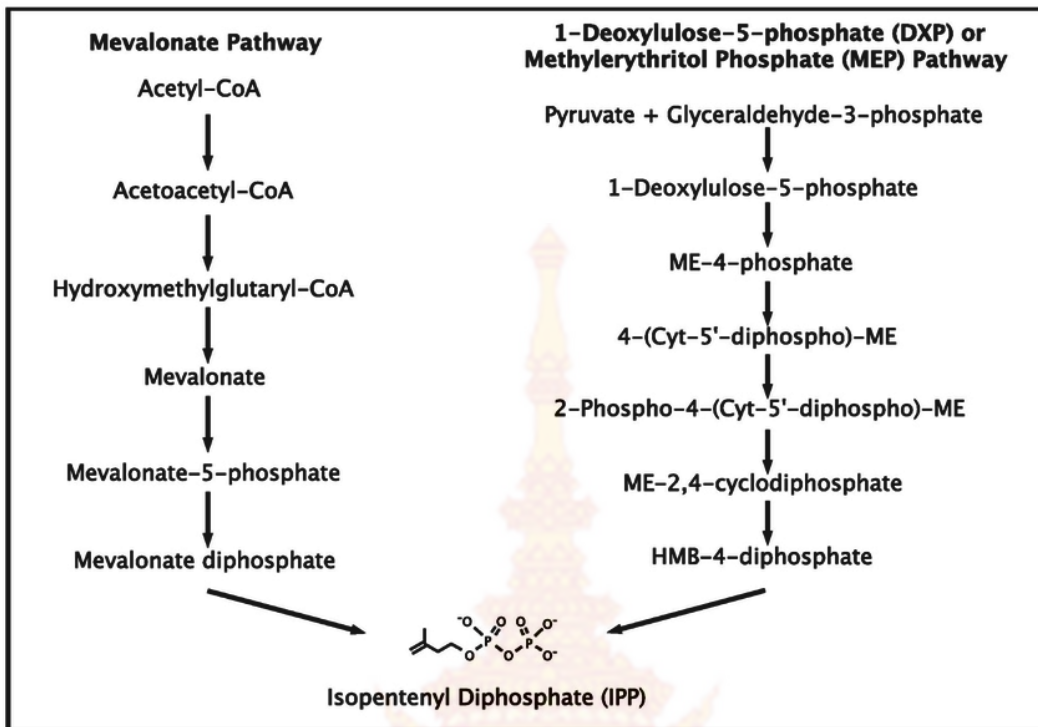 Mevalonate Pathway
Acetyl-CoA
Acetoacetyl-CoA
Hydroxymethylglutaryl-CoA
Mevalonate
Mevalonate-5-phosphate
Mevalonate diphosphate
1-Deoxylulose-5-phosphate (DXP) or
Methylerythritol Phosphate (MEP) Pathway
Pyruvate + Glyceraldehyde-3-phosphate
1-Deoxylulose-5-phosphate
ME-4-phosphate
4-(Cyt-5'-diphospho)-ME
2-Phospho-4-(Cyt-5'-diphospho)-ME
ME-2,4-cyclodiphosphate
HMB-4-diphosphate
⁻O O O O⁻
P P
O O O⁻
Isopentenyl Diphosphate (IPP)